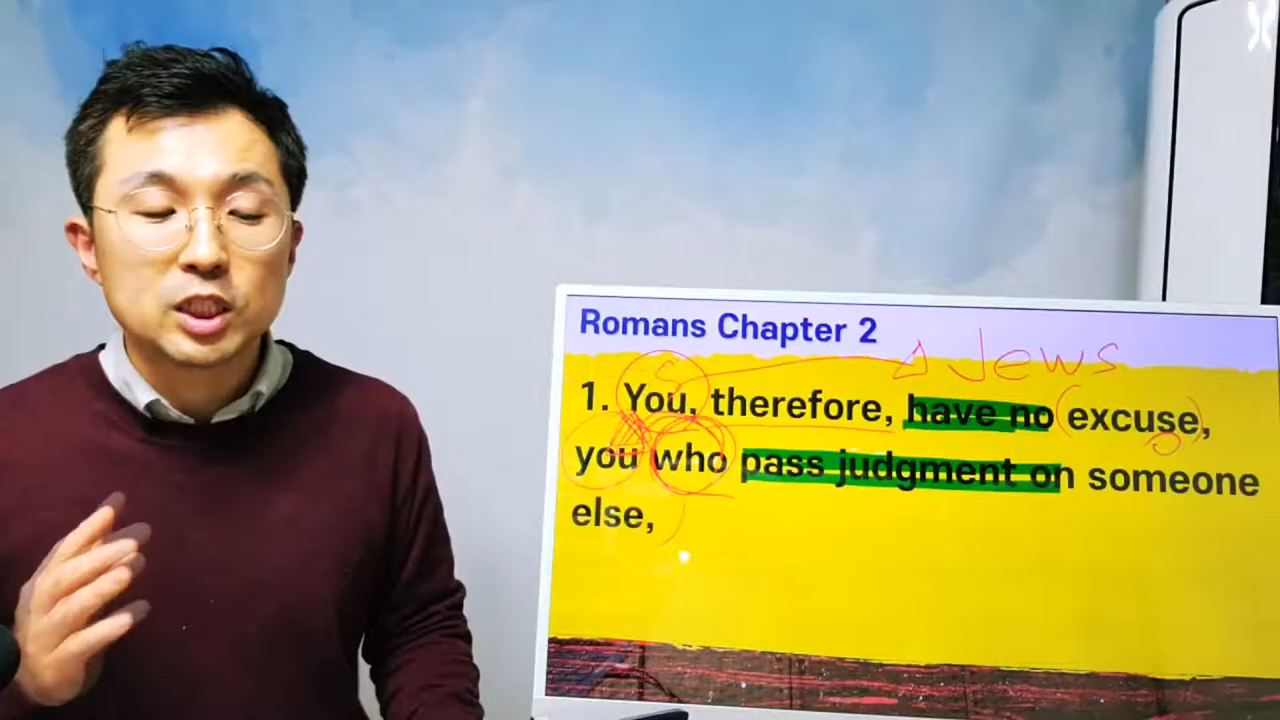 Romans Chapter 2
Jews
1. You, therefore, have no excuse,
you who pass judgment on someone
else,